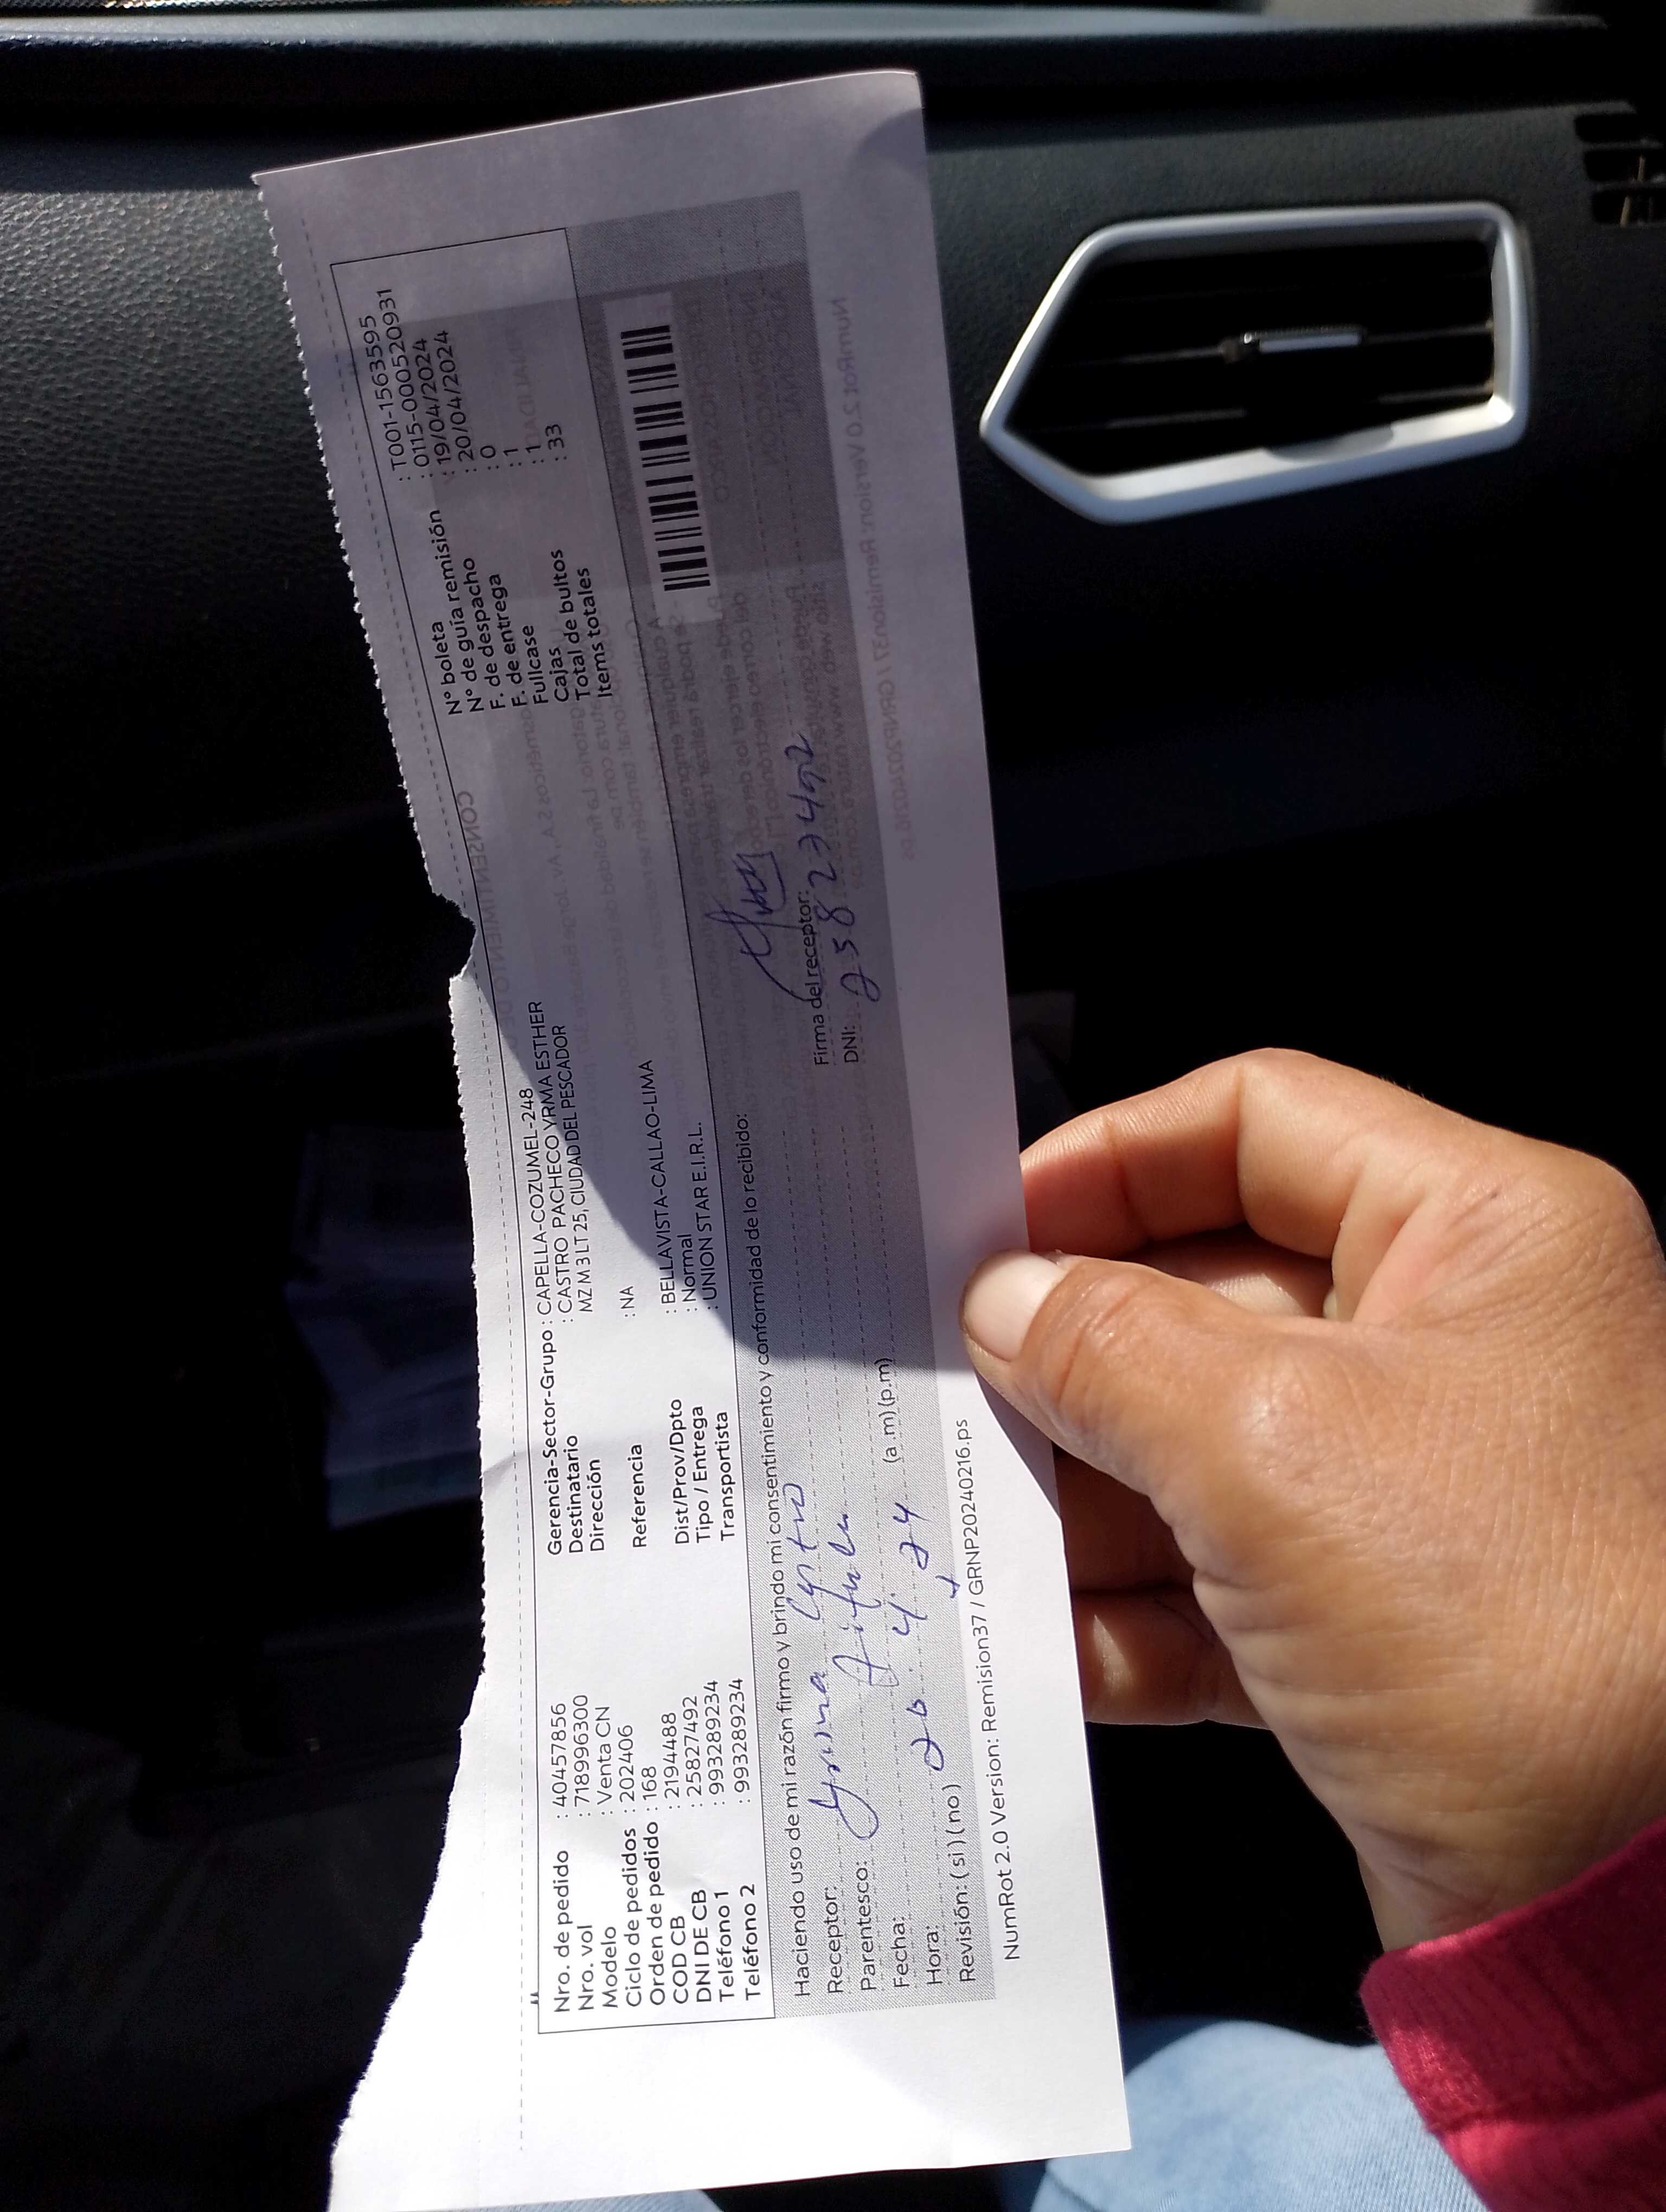 Nro. de pedido : 40457856
Nro. vol : 718996300
Modelo : Venta CN
Ciclo de pedidos : 202406
Orden de pedido : 168
COD CB : 2194488
DNI DE CB : 25827492
Teléfono 1 : 993289234
Teléfono 2 : 993289234
Gerencia-Sector-Grupo : CAPELLA-COZUMEL-248
Destinatario : CASTRO PACHECO YRMA ESTHER
Dirección : MZ M3 LT 25, CIUDAD DEL PESCADOR
Referencia : NA
Dist/Prov/Dpto : BELLAVISTA-CALLAO-LIMA
Tipo / Entrega : Normal
Transportista : UNION STAR E.I.R.L.
N° boleta : T001-1563595
N° de guía remisión : 0115-000520931
F. de despacho : 19/04/2024
F. de entrega : 20/04/2024
Fullcase : 0
Cajas : 1
Total de bultos : 1
Items totales : 33
Haciendo uso de mi razón firmo y brindo mi consentimiento y conformidad de lo recibido:
Receptor: Yrma Castro
Parentesco:
Fecha: 20. 4. 24
Hora: (a .m) (p.m)
Revisión: (si) (no)
Firma del receptor:
DNI: 25827492
NumRot 2.0 Version: Remision37 / GRNP20240216.ps